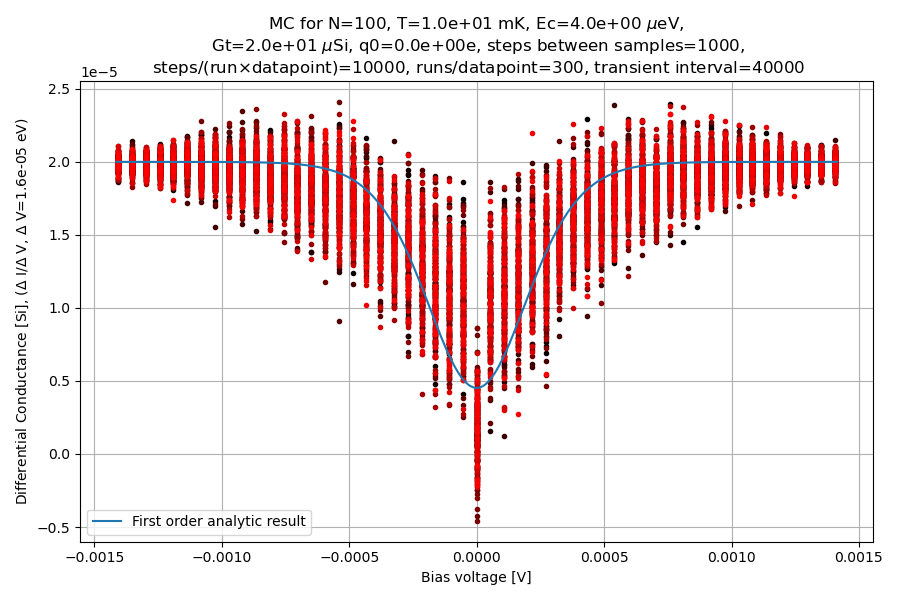 MC for N=100, T=1.0e+01 mK, Ec=4.0e+00 μeV,
Gt=2.0e+01 μSi, q0=0.0e+00e, steps between samples=1000,
steps/(run×datapoint)=10000, runs/datapoint=300, transient interval=40000
1e−5
2.5
2.0
1.5
1.0
0.5
0.0
−0.5
Differential Conductance [Si], (Δ I/Δ V, Δ V=1.6e-05 eV)
First order analytic result
−0.0015 −0.0010 −0.0005 0.0000 0.0005 0.0010 0.0015
Bias voltage [V]